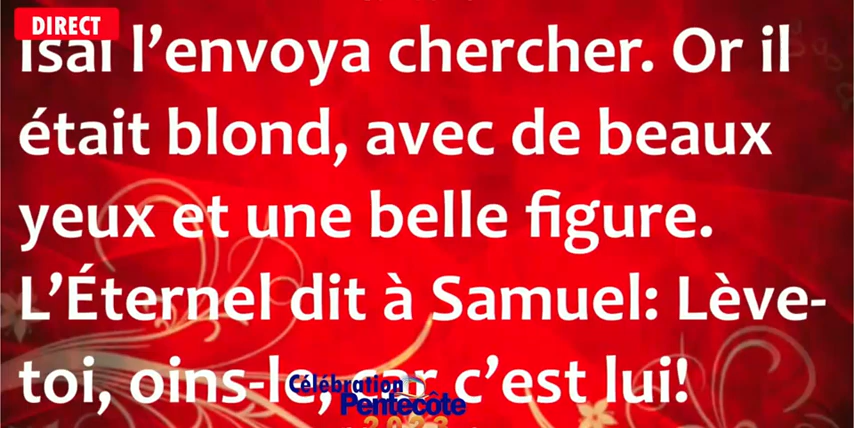 DIRECT
Isaï l’envoya chercher. Or il
était blond, avec de beaux
yeux et une belle figure.
L’Éternel dit à Samuel: Lève-
toi, oins-le, car c’est lui!
Célébration
Pentecôte
2023